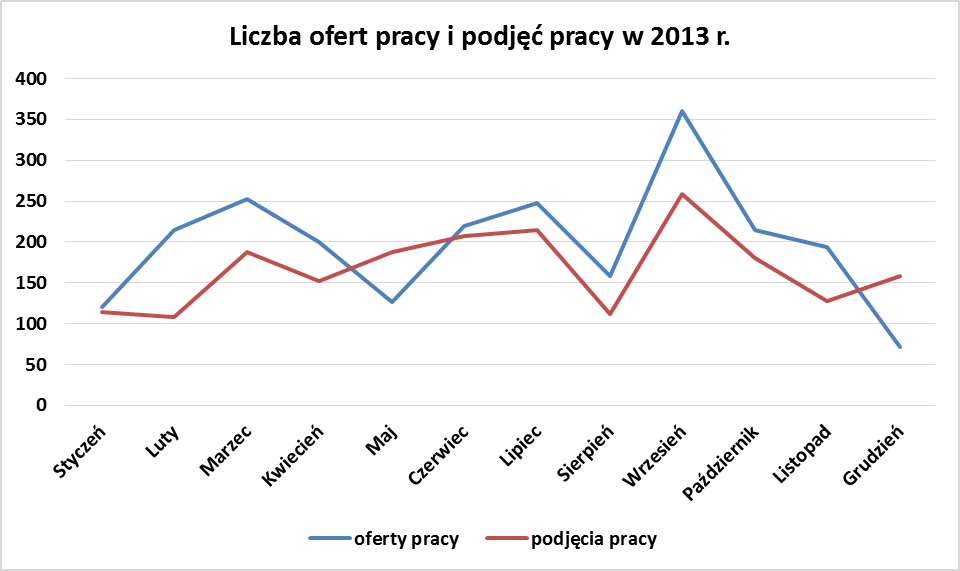 Liczba ofert pracy i podjęć pracy w 2013 r.
400
350
300
250
200
150
100
50
0
Styczeń
Luty
Marzec
Kwiecień
Maj
Czerwiec
Lipiec
Sierpień
Wrzesień
Październik
Listopad
Grudzień
oferty pracy podjęcia pracy